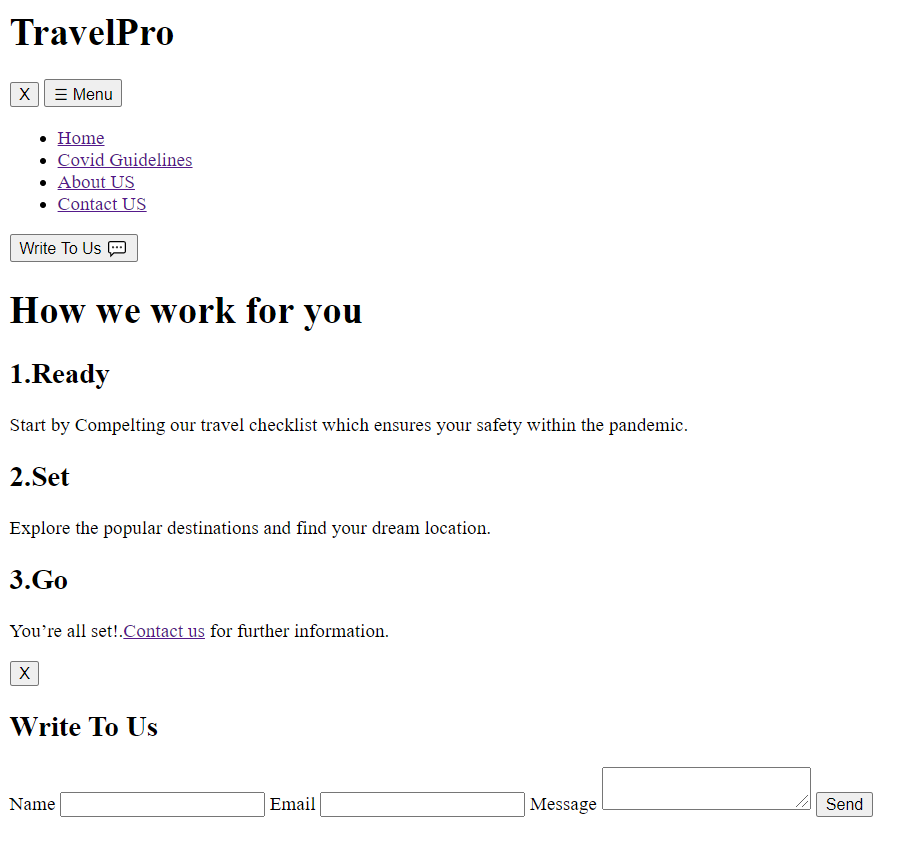 TravelPro
X ☰ Menu
Home
Covid Guidelines
About US
Contact US
Write To Us
How we work for you
1.Ready
Start by Compelting our travel checklist which ensures your safety within the pandemic.
2.Set
Explore the popular destinations and find your dream location.
3.Go
You’re all set!.Contact us for further information.
X
Write To Us
Name Email Message Send